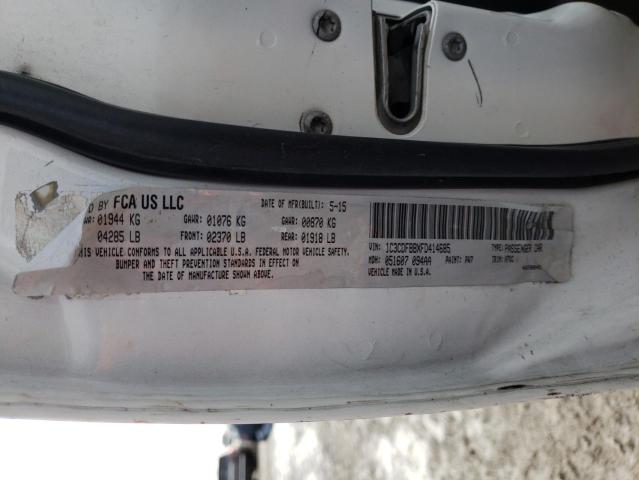 D BY FCA US LLC DATE OF MFR(BUILT): 5-15
WR: 01944 KG GAWR: 01076 KG GAWR: 00870 KG
04285 LB FRONT: 02370 LB REAR: 01918 LB
THIS VEHICLE CONFORMS TO ALL APPLICABLE U.S.A. FEDERAL MOTOR VEHICLE SAFETY,
BUMPER AND THEFT PREVENTION STANDARDS IN EFFECT ON
THE DATE OF MANUFACTURE SHOWN ABOVE.
VIN: 1C3CDFBBXFD414685 TYPE: PASSENGER CAR
MDH: 051607 094AA PAINT: PW7 TRIM:
VEHICLE MADE IN U.S.A.